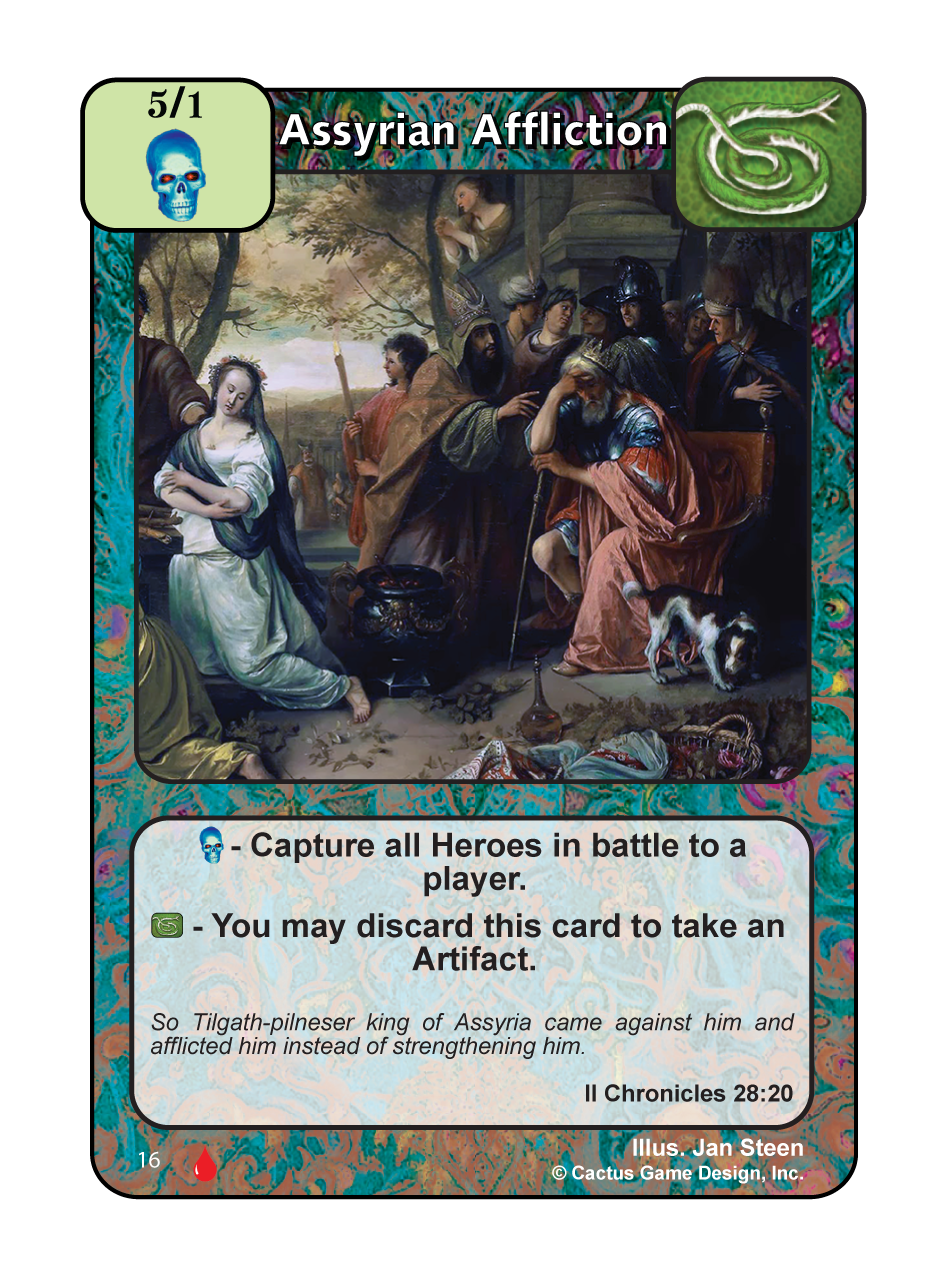 5/1
Assyrian Affliction
- Capture all Heroes in battle to a
player.
- You may discard this card to take an
Artifact.
So Tilgath-pilneser king of Assyria came against him and
afflicted him instead of strengthening him.
II Chronicles 28:20
16
Illus. Jan Steen
© Cactus Game Design, Inc.